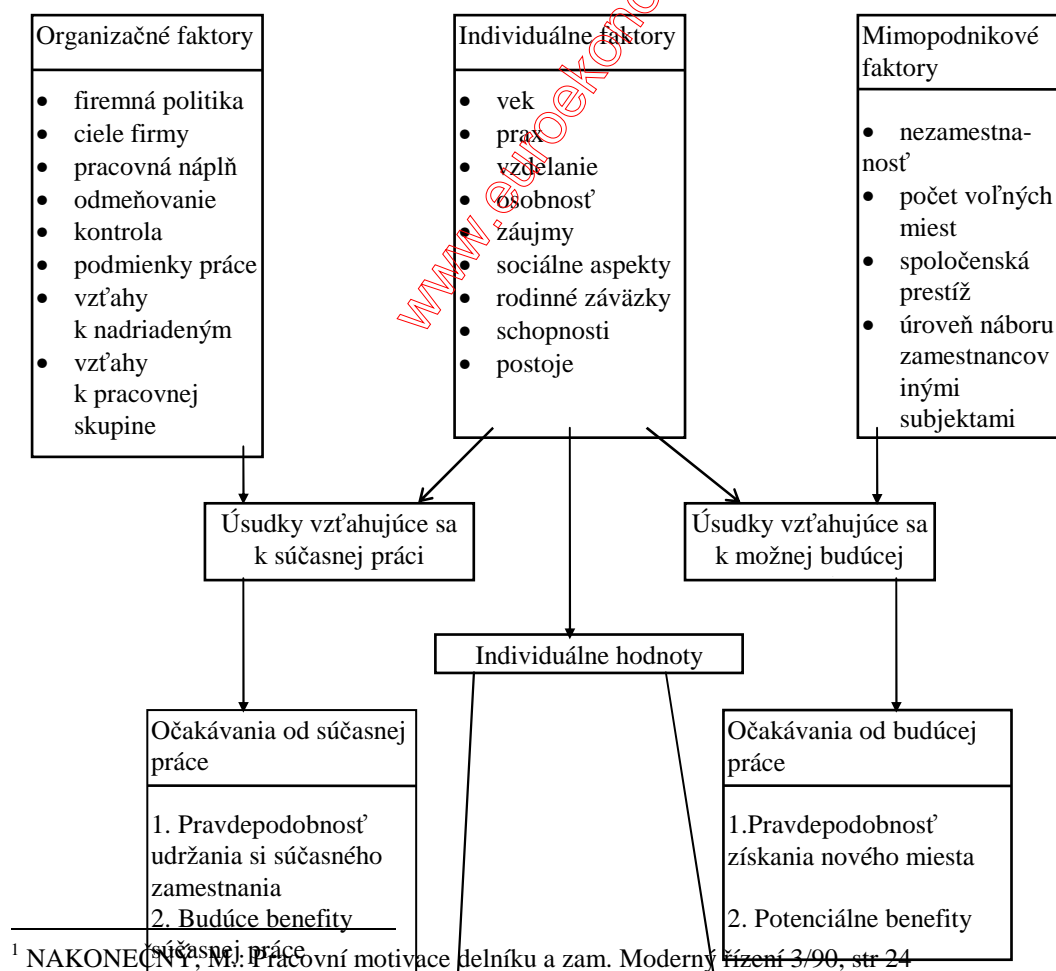 Organizačné faktory
• firemná politika
• ciele firmy
• pracovná náplň
• odmeňovanie
• kontrola
• podmienky práce
• vzťahy
k nadriadeným
• vzťahy
k pracovnej
skupine
Individuálne faktory
• vek
• prax
• vzdelanie
• osobnosť
• záujmy
• sociálne aspekty
• rodinné záväzky
• schopnosti
• postoje
Mimopodnikové
faktory
• nezamestna-
nosť
• počet voľných
miest
• spoločenská
prestíž
• úroveň náboru
zamestnancov
inými
subjektami
www.euroekono
Úsudky vzťahujúce sa
k súčasnej práci
Úsudky vzťahujúce sa
k možnej budúcej
Individuálne hodnoty
Očakávania od súčasnej
práce
1. Pravdepodobnosť
udržania si súčasného
zamestnania
2. Budúce benefity
súčasnej práce
Očakávania od budúcej
práce
1.Pravdepodobnosť
získania nového miesta
2. Potenciálne benefity
1 NAKONEČNÝ, M.: Pracovní motivace delníku a zam. Moderný řízení 3/90, str 24